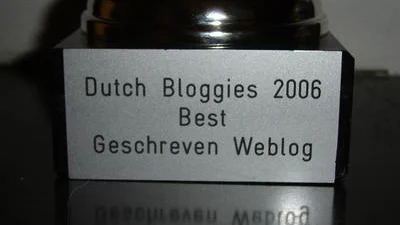 Dutch Bloggies 2006
Best
Geschreven Weblog